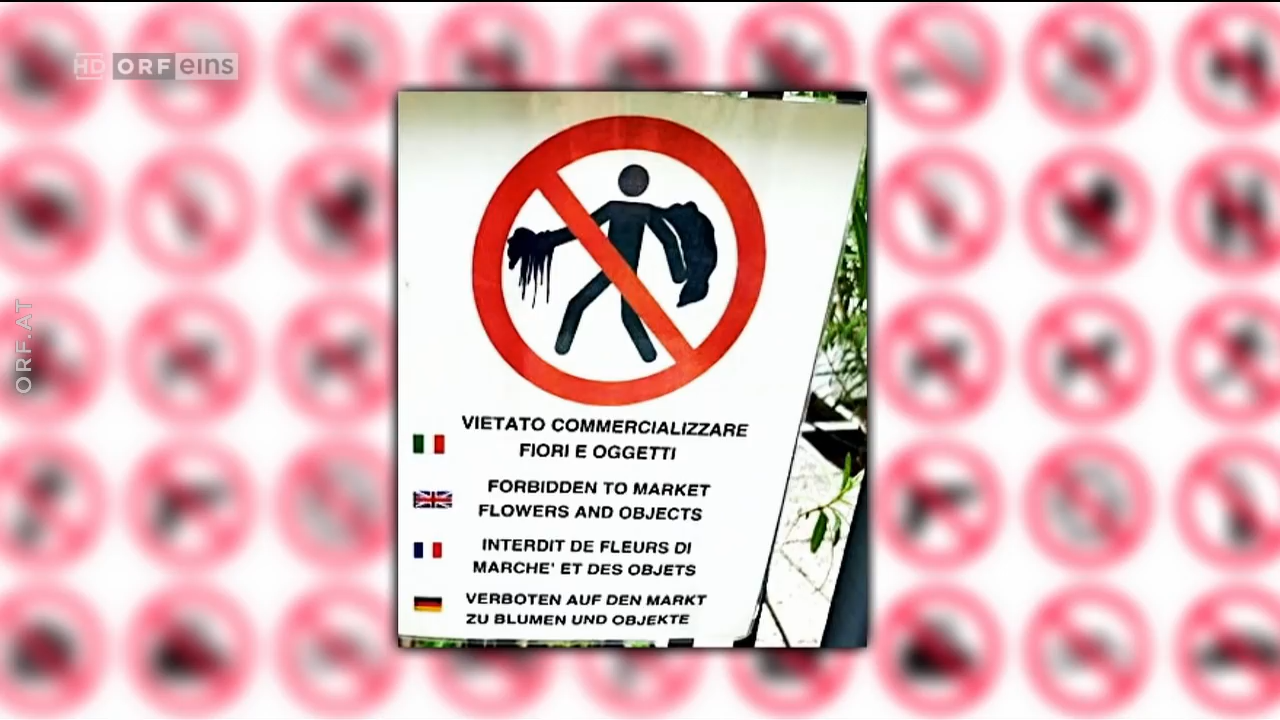 HD ORF eins
ORF.AT
VIETATO COMMERCIALIZZARE
FIORI E OGGETTI
FORBIDDEN TO MARKET
FLOWERS AND OBJECTS
INTERDIT DE FLEURS DI
MARCHE' ET DES OBJETS
VERBOTEN AUF DEN MARKT
ZU BLUMEN UND OBJEKTE